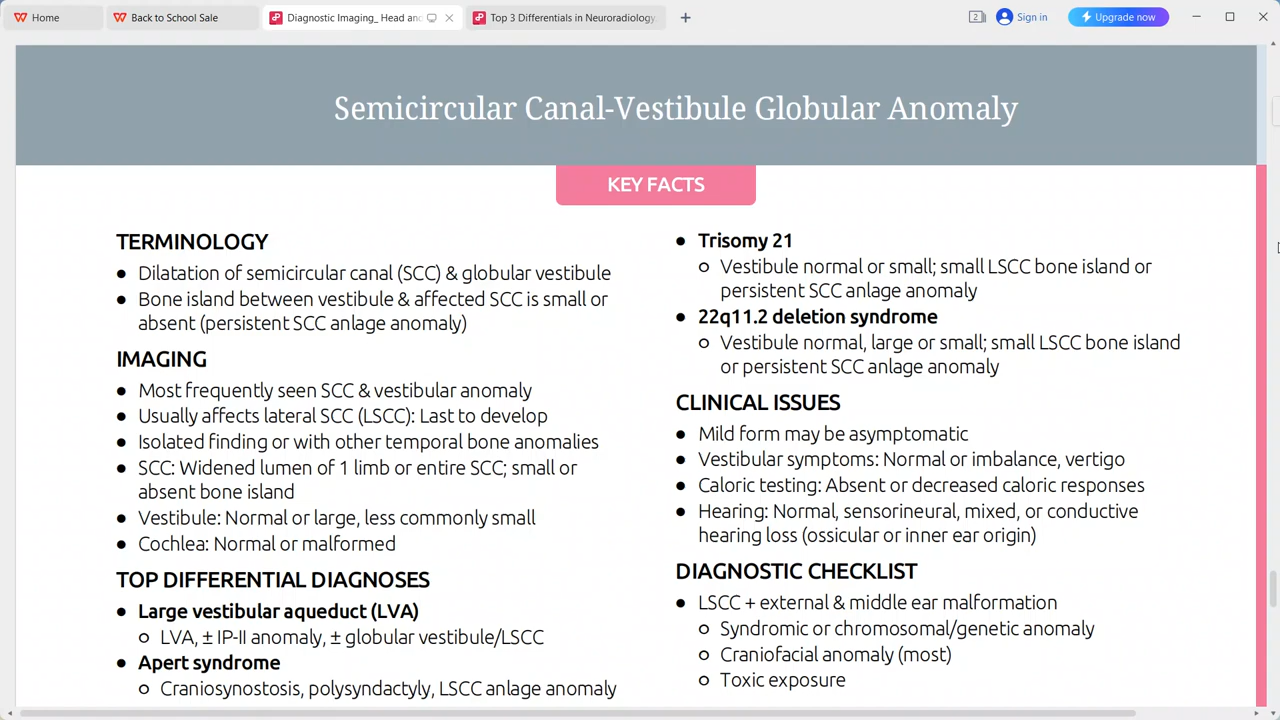 Home
Back to School Sale
Diagnostic Imaging_ Head and
Top 3 Differentials in Neuroradiology
2
Sign in
Upgrade now
Semicircular Canal-Vestibule Globular Anomaly
KEY FACTS
TERMINOLOGY
● Dilatation of semicircular canal (SCC) & globular vestibule
● Bone island between vestibule & affected SCC is small or
absent (persistent SCC anlage anomaly)
IMAGING
● Most frequently seen SCC & vestibular anomaly
● Usually affects lateral SCC (LSCC): Last to develop
● Isolated finding or with other temporal bone anomalies
● SCC: Widened lumen of 1 limb or entire SCC; small or
absent bone island
● Vestibule: Normal or large, less commonly small
● Cochlea: Normal or malformed
TOP DIFFERENTIAL DIAGNOSES
● Large vestibular aqueduct (LVA)
○ LVA, ± IP-II anomaly, ± globular vestibule/LSCC
● Apert syndrome
○ Craniosynostosis, polysyndactyly, LSCC anlage anomaly
● Trisomy 21
○ Vestibule normal or small; small LSCC bone island or
persistent SCC anlage anomaly
● 22q11.2 deletion syndrome
○ Vestibule normal, large or small; small LSCC bone island
or persistent SCC anlage anomaly
CLINICAL ISSUES
● Mild form may be asymptomatic
● Vestibular symptoms: Normal or imbalance, vertigo
● Caloric testing: Absent or decreased caloric responses
● Hearing: Normal, sensorineural, mixed, or conductive
hearing loss (ossicular or inner ear origin)
DIAGNOSTIC CHECKLIST
● LSCC + external & middle ear malformation
○ Syndromic or chromosomal/genetic anomaly
○ Craniofacial anomaly (most)
○ Toxic exposure